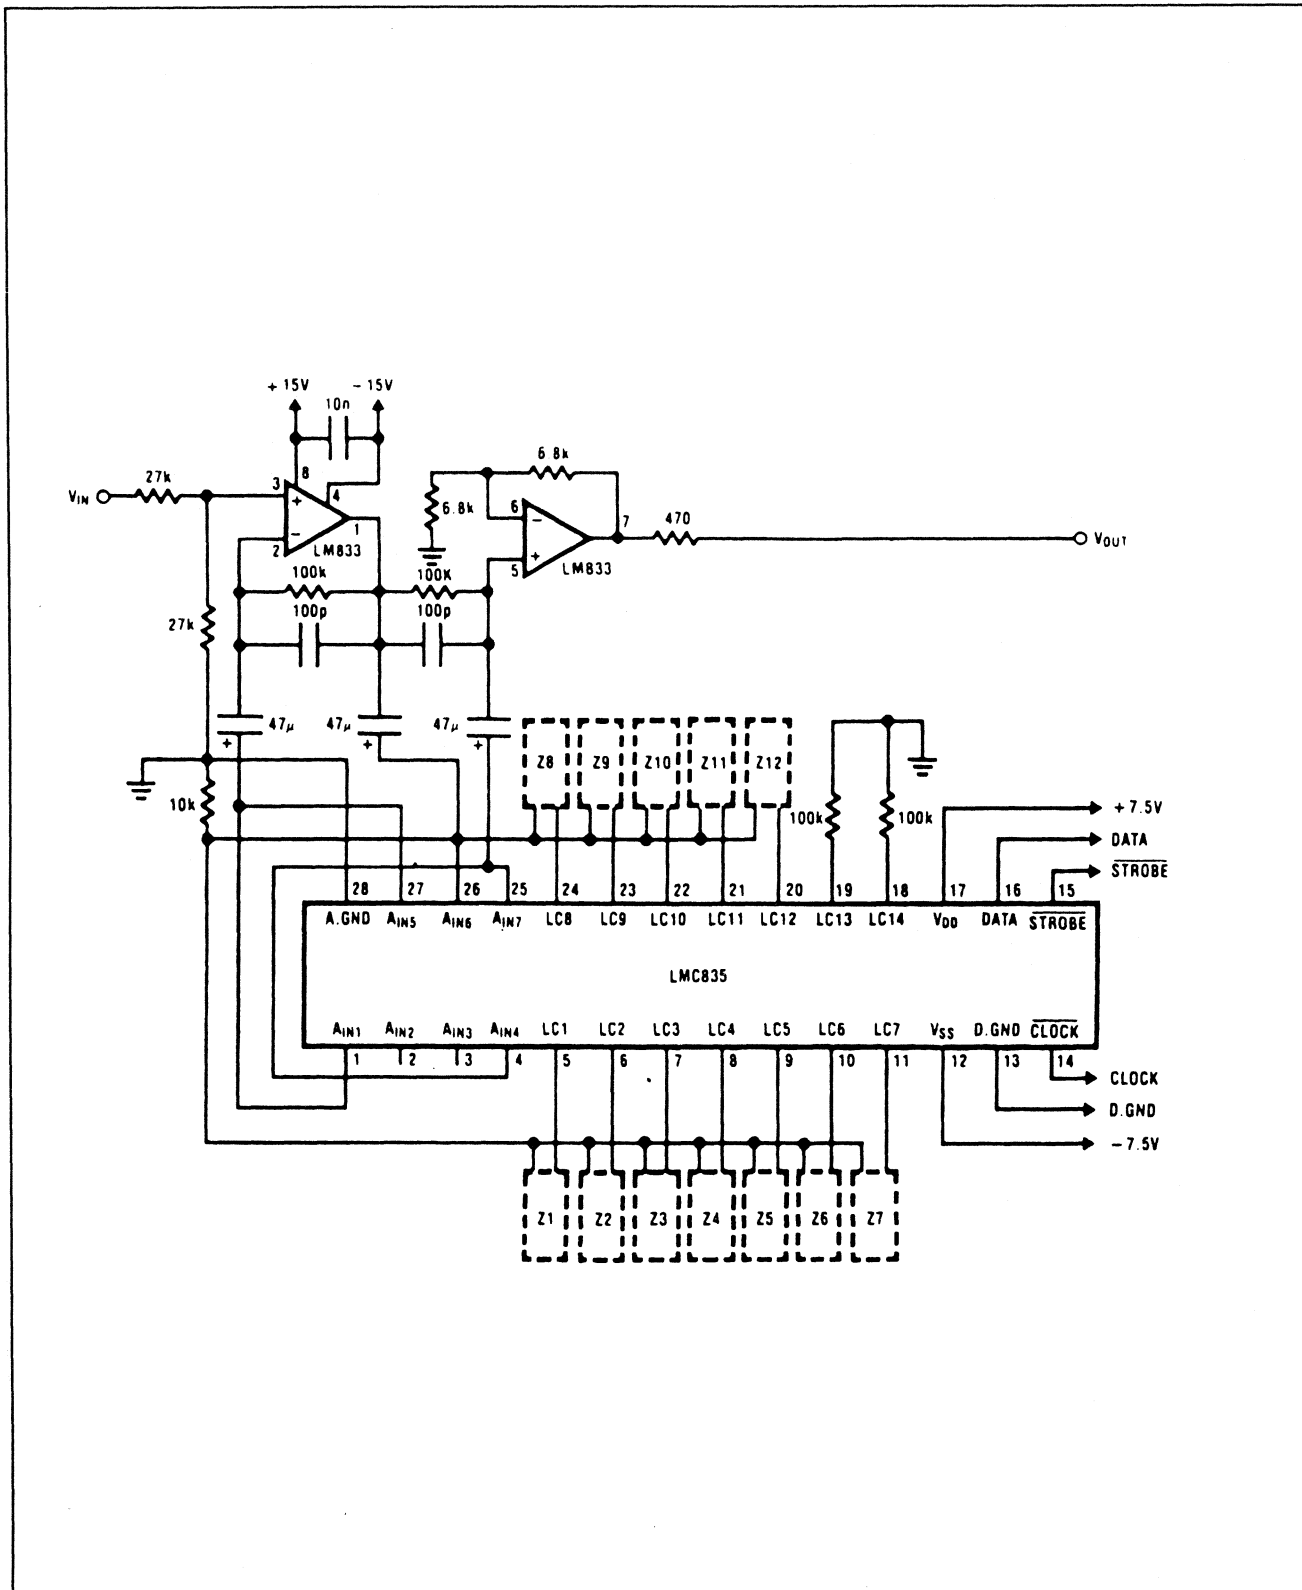 + 15V
- 15V
10n
8
27k
VIN
3
4
+
1
-
2
LM833
6 8k
6.8k
6
-
7
470
VOUT
+
5
LM833
100k
100K
100p
100p
27k
47µ
47µ
47µ
+
+
+
Z8
Z9
Z10
Z11
Z12
10k
100k
100k
+ 7.5V
DATA
STROBE
28
27
26
25
24
23
22
21
20
19
18
17
16
15
A.GND
AIN5
AIN6
AIN7
LC8
LC9
LC10
LC11
LC12
LC13
LC14
VDD
DATA
STROBE
LMC835
AIN1
AIN2
AIN3
AIN4
LC1
LC2
LC3
LC4
LC5
LC6
LC7
VSS
D.GND
CLOCK
1
2
3
4
5
6
7
8
9
10
11
12
13
14
CLOCK
D.GND
- 7.5V
Z1
Z2
Z3
Z4
Z5
Z6
Z7